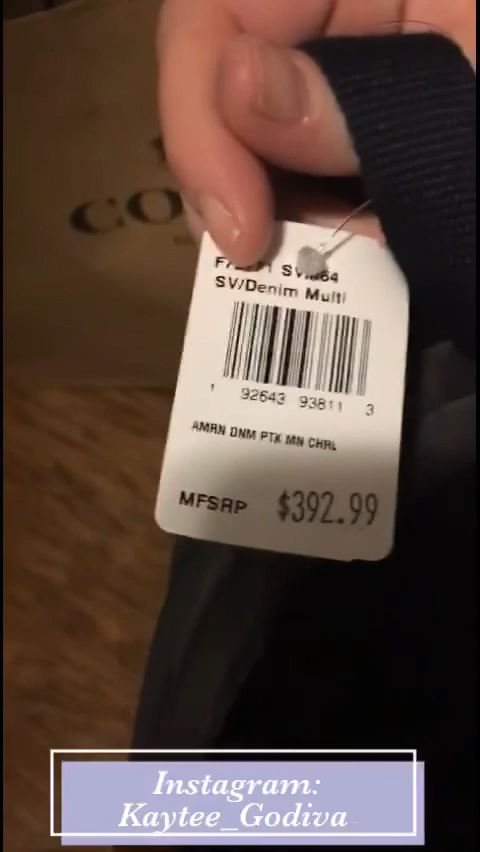 CO
SV/Denim Multi
1 92643 93811 3
AMRN DNM PTK MN CHRL
MFSRP $392.99
Instagram:
Kaytee_Godiva